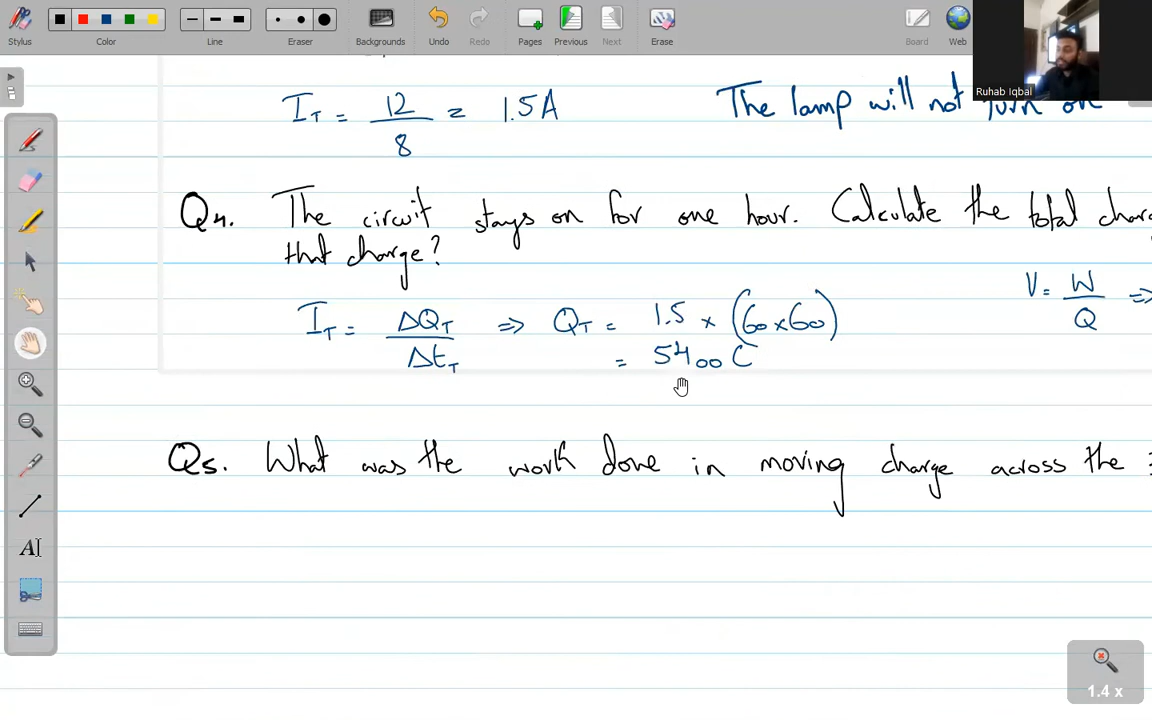 Stylus
Color
Line
Eraser
Backgrounds
Undo
Redo
Pages
Previous
Next
Erase
Board
Web
Ruhab Iqbal
I_T = 12/8 = 1.5A
The lamp will not turn on
Q4. The circuit stays on for one hour. Calculate the total
that charge?
V = W/Q =>
I_T = ΔQ_T/Δt_T => Q_T = 1.5 x (60x60)
= 5400 C
Q5. What was the work done in moving charge across the
1.4 x